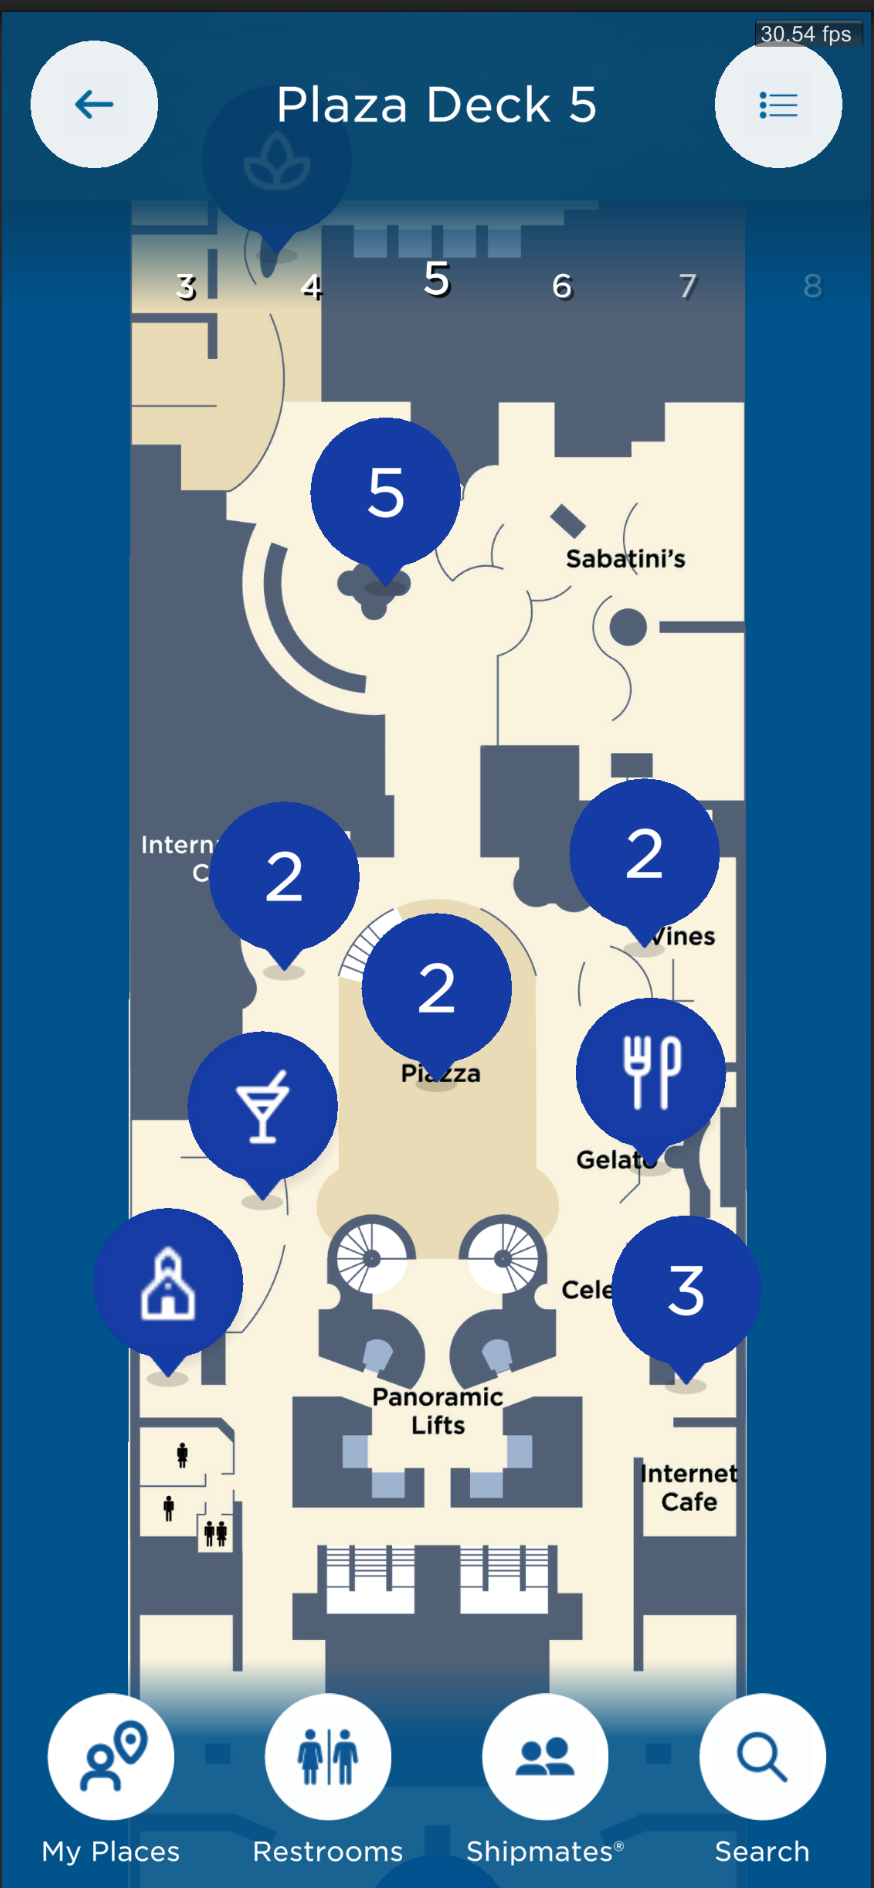 30.54 fps
Plaza Deck 5
3 4 5 6 7 8
5
Sabatini's
Intern
C
2
2
Vines
2
Piazza
Gelato
Cele
3
Panoramic
Lifts
Internet
Cafe
My Places
Restrooms
Shipmates®
Search